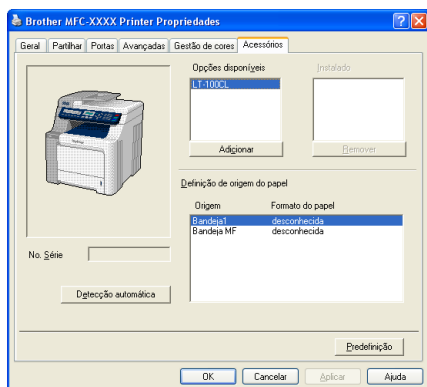 Brother MFC-XXXX Printer Propriedades
Geral Partilhar Portas Avançadas Gestão de cores Acessórios
Opções disponíveis Instalado
LT-100CL
Adicionar Remover
Definição de origem do papel
Origem Formato do papel
Bandeja1 desconhecida
Bandeja MF desconhecida
No. Série
Detecção automática
Predefinição
OK Cancelar Aplicar Ajuda